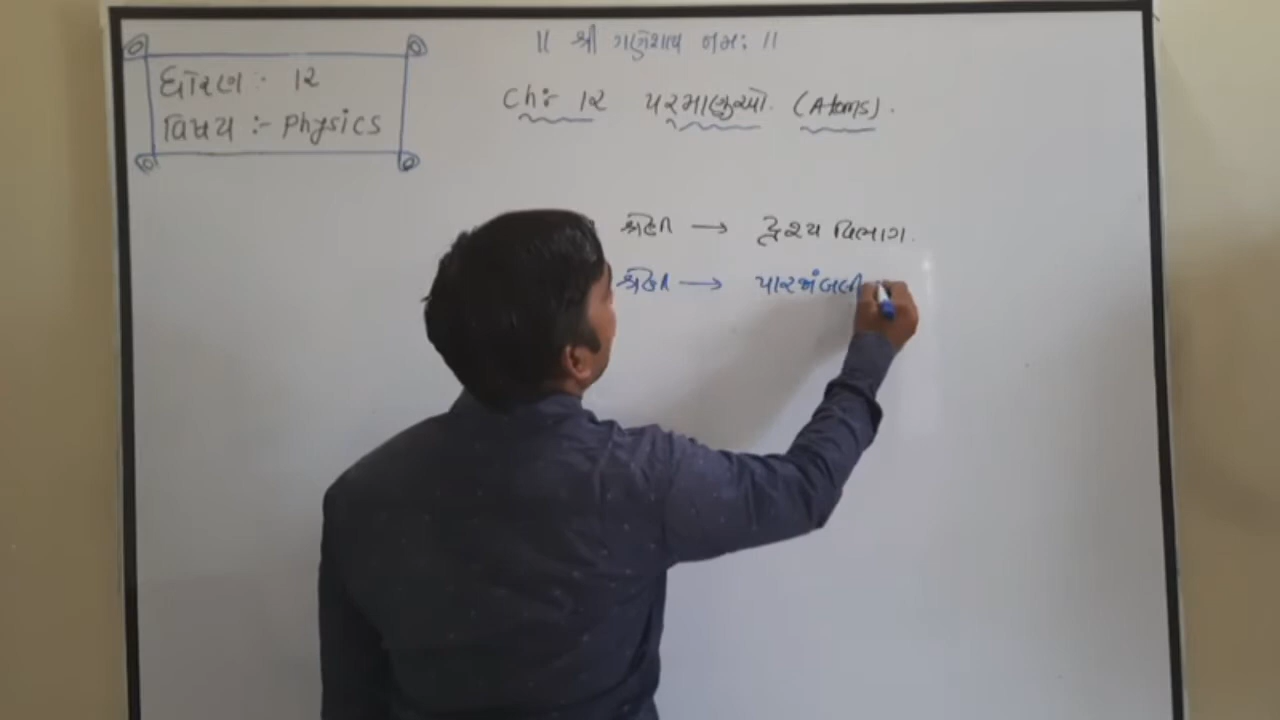 || શ્રી ગણેશાય નમઃ ||
ધોરણ :- 12
વિષય :- Physics
Ch:- 12 પરમાણુઓ. (Atoms).
શ્રેણી → દ્રશ્ય વિભાગ.
શ્રેણી → પારજાંબલી